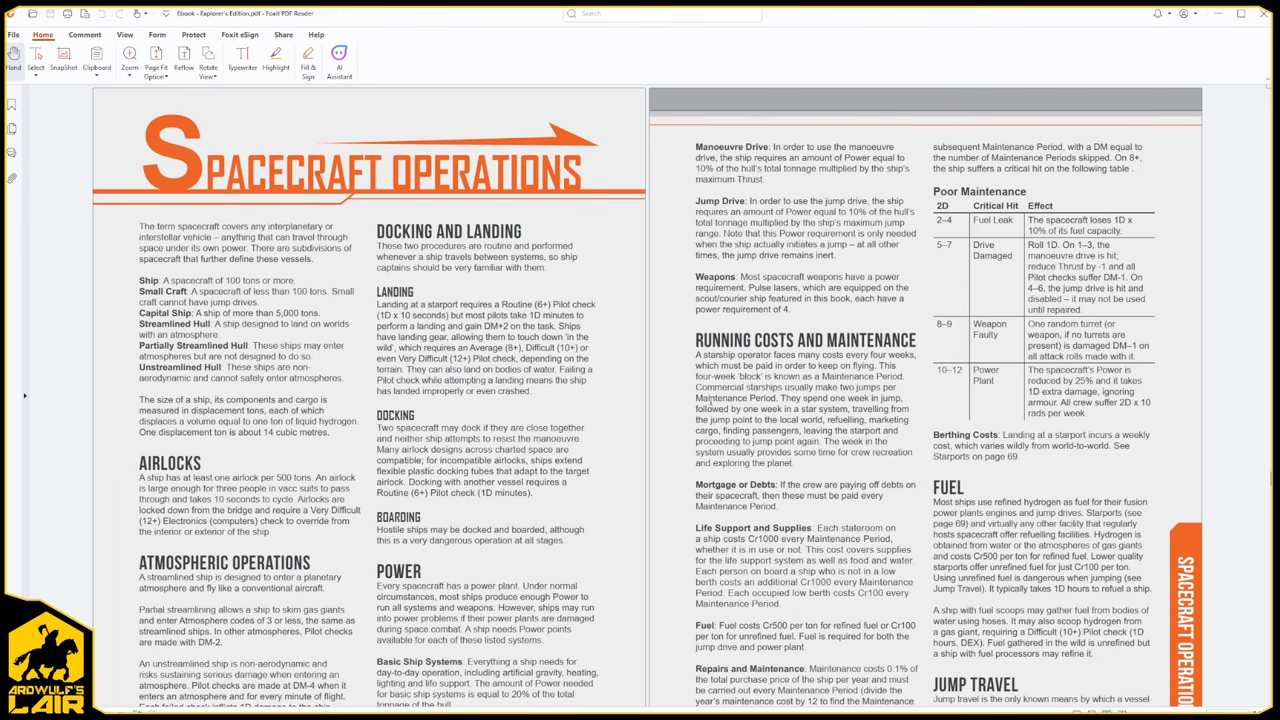 Ebook - Explorer's Edition.pdf - Foxit PDF Reader
Search
File Home Comment View Form Protect Foxit eSign Share Help
Hand Select SnapShot Clipboard Zoom Page Fit Option Reflow Rotate View Typewriter Highlight Fill & Sign AI Assistant
SPACECRAFT OPERATIONS
The term spacecraft covers any interplanetary or
interstellar vehicle – anything that can travel through
space under its own power. There are subdivisions of
spacecraft that further define these vessels.
Ship: A spacecraft of 100 tons or more.
Small Craft: A spacecraft of less than 100 tons. Small
craft cannot have jump drives.
Capital Ship: A ship of more than 5,000 tons.
Streamlined Hull: A ship designed to land on worlds
with an atmosphere.
Partially Streamlined Hull: These ships may enter
atmospheres but are not designed to do so.
Unstreamlined Hull: These ships are non-
aerodynamic and cannot safely enter atmospheres.
The size of a ship, its components and cargo is
measured in displacement tons, each of which
displaces a volume equal to one ton of liquid hydrogen.
One displacement ton is about 14 cubic metres.
AIRLOCKS
A ship has at least one airlock per 500 tons. An airlock
is large enough for three people in vacc suits to pass
through and takes 10 seconds to cycle. Airlocks are
locked down from the bridge and require a Very Difficult
(12+) Electronics (computers) check to override from
the interior or exterior of the ship.
ATMOSPHERIC OPERATIONS
A streamlined ship is designed to enter a planetary
atmosphere and fly like a conventional aircraft.
Partial streamlining allows a ship to skim gas giants
and enter Atmosphere codes of 3 or less, the same as
streamlined ships. In other atmospheres, Pilot checks
are made with DM-2.
An unstreamlined ship is non-aerodynamic and
risks sustaining serious damage when entering an
atmosphere. Pilot checks are made at DM-4 when it
enters an atmosphere and for every minute of flight.
Each failed check inflicts 1D damage to the ship
DOCKING AND LANDING
These two procedures are routine and performed
whenever a ship travels between systems, so ship
captains should be very familiar with them.
LANDING
Landing at a starport requires a Routine (6+) Pilot check
(1D x 10 seconds) but most pilots take 1D minutes to
perform a landing and gain DM+2 on the task. Ships
have landing gear, allowing them to touch down 'in the
wild', which requires an Average (8+), Difficult (10+) or
even Very Difficult (12+) Pilot check, depending on the
terrain. They can also land on bodies of water. Failing a
Pilot check while attempting a landing means the ship
has landed improperly or even crashed.
DOCKING
Two spacecraft may dock if they are close together
and neither ship attempts to resist the manoeuvre.
Many airlock designs across charted space are
compatible; for incompatible airlocks, ships extend
flexible plastic docking tubes that adapt to the target
airlock. Docking with another vessel requires a
Routine (6+) Pilot check (1D minutes).
BOARDING
Hostile ships may be docked and boarded, although
this is a very dangerous operation at all stages.
POWER
Every spacecraft has a power plant. Under normal
circumstances, most ships produce enough Power to
run all systems and weapons. However, ships may run
into power problems if their power plants are damaged
during space combat. A ship needs Power points
available for each of these listed systems.
Basic Ship Systems: Everything a ship needs for
day-to-day operation, including artificial gravity, heating,
lighting and life support. The amount of Power needed
for basic ship systems is equal to 20% of the total
tonnage of the hull.
Manoeuvre Drive: In order to use the manoeuvre
drive, the ship requires an amount of Power equal to
10% of the hull's total tonnage multiplied by the ship's
maximum Thrust.
Jump Drive: In order to use the jump drive, the ship
requires an amount of Power equal to 10% of the hull's
total tonnage multiplied by the ship's maximum jump
range. Note that this Power requirement is only needed
when the ship actually initiates a jump – at all other
times, the jump drive remains inert.
Weapons: Most spacecraft weapons have a power
requirement. Pulse lasers, which are equipped on the
scout/courier ship featured in this book, each have a
power requirement of 4.
RUNNING COSTS AND MAINTENANCE
A starship operator faces many costs every four weeks,
which must be paid in order to keep on flying. This
four-week 'block' is known as a Maintenance Period.
Commercial starships usually make two jumps per
Maintenance Period. They spend one week in jump,
followed by one week in a star system, travelling from
the jump point to the local world, refuelling, marketing
cargo, finding passengers, leaving the starport and
proceeding to jump point again. The week in the
system usually provides some time for crew recreation
and exploring the planet.
Mortgage or Debts: If the crew are paying off debts on
their spacecraft, then these must be paid every
Maintenance Period.
Life Support and Supplies: Each stateroom on
a ship costs Cr1000 every Maintenance Period,
whether it is in use or not. This cost covers supplies
for the life support system as well as food and water.
Each person on board a ship who is not in a low
berth costs an additional Cr1000 every Maintenance
Period. Each occupied low berth costs Cr100 every
Maintenance Period.
Fuel: Fuel costs Cr500 per ton for refined fuel or Cr100
per ton for unrefined fuel. Fuel is required for both the
jump drive and power plant.
Repairs and Maintenance: Maintenance costs 0.1% of
the total purchase price of the ship per year and must
be carried out every Maintenance Period (divide the
year's maintenance cost by 12 to find the Maintenance
subsequent Maintenance Period, with a DM equal to
the number of Maintenance Periods skipped. On 8+,
the ship suffers a critical hit on the following table .
Poor Maintenance
2D Critical Hit Effect
2–4 Fuel Leak The spacecraft loses 1D x
10% of its fuel capacity.
5–7 Drive Damaged Roll 1D. On 1–3, the
manoeuvre drive is hit;
reduce Thrust by -1 and all
Pilot checks suffer DM-1. On
4–6, the jump drive is hit and
disabled – it may not be used
until repaired.
8–9 Weapon Faulty One random turret (or
weapon, if no turrets are
present) is damaged DM–1 on
all attack rolls made with it.
10–12 Power Plant The spacecraft's Power is
reduced by 25% and it takes
1D extra damage, ignoring
armour. All crew suffer 2D x 10
rads per week.
Berthing Costs: Landing at a starport incurs a weekly
cost, which varies wildly from world-to-world. See
Starports on page 69.
FUEL
Most ships use refined hydrogen as fuel for their fusion
power plants engines and jump drives. Starports (see
page 69) and virtually any other facility that regularly
hosts spacecraft offer refuelling facilities. Hydrogen is
obtained from water or the atmospheres of gas giants
and costs Cr500 per ton for refined fuel. Lower quality
starports offer unrefined fuel for just Cr100 per ton.
Using unrefined fuel is dangerous when jumping (see
Jump Travel). It typically takes 1D hours to refuel a ship.
A ship with fuel scoops may gather fuel from bodies of
water using hoses. It may also scoop hydrogen from
a gas giant, requiring a Difficult (10+) Pilot check (1D
hours, DEX). Fuel gathered in the wild is unrefined but
a ship with fuel processors may refine it.
JUMP TRAVEL
Jump travel is the only known means by which a vessel
SPACECRAFT OPERATION
ARDWULF'S
LAIR